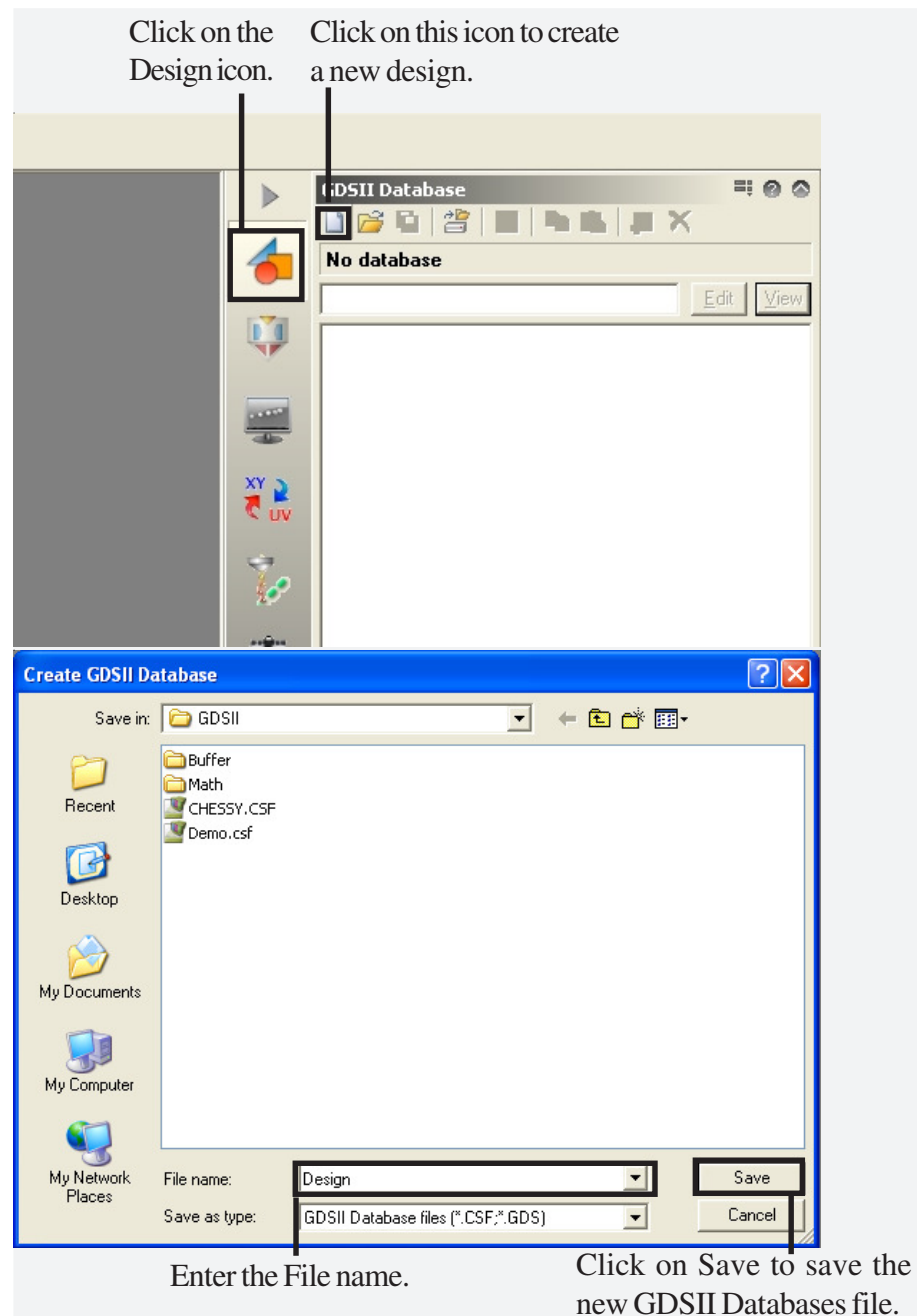 Click on the
Design icon.
Click on this icon to create
a new design.
GDSII Database
No database
Edit View
XY
UV
Create GDSII Database
Save in: GDSII
Buffer
Math
CHESSY.CSF
Demo.csf
Recent
Desktop
My Documents
My Computer
My Network
Places
File name: Design Save
Save as type: GDSII Database files (*.CSF;*.GDS) Cancel
Enter the File name.
Click on Save to save the
new GDSII Databases file.